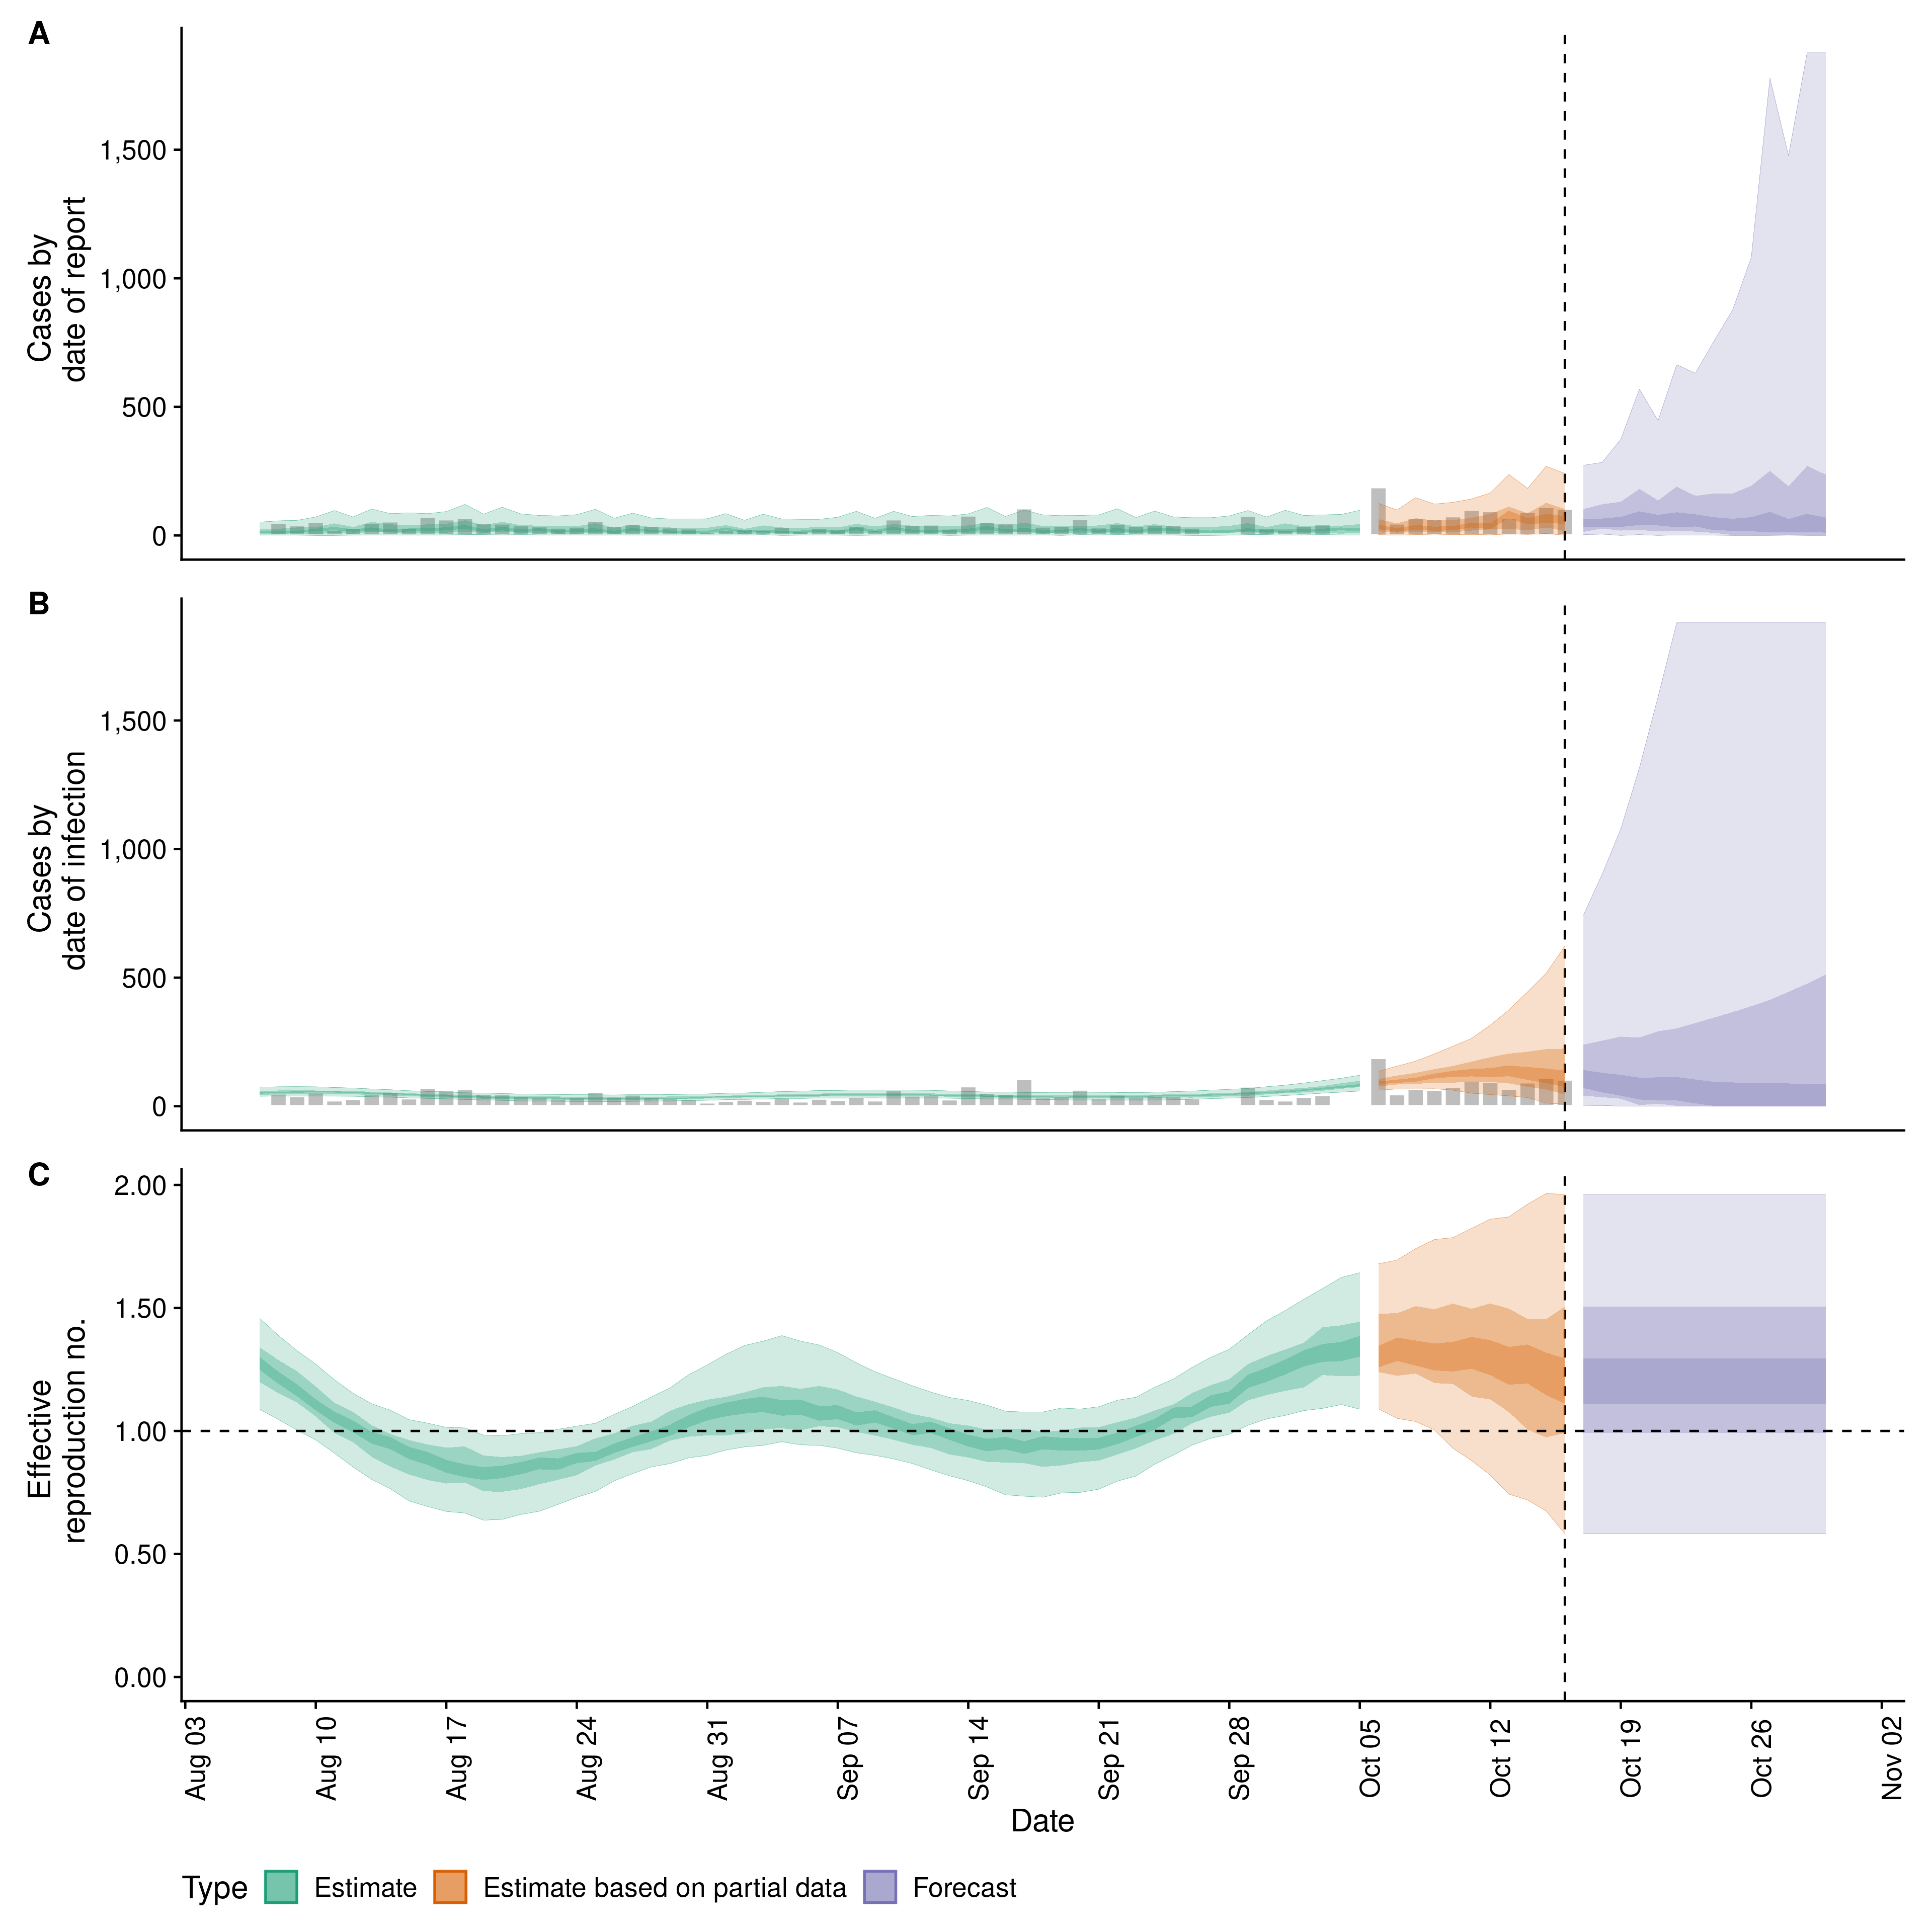 A
Cases by
date of report
1,500
1,000
500
0
B
Cases by
date of infection
1,500
1,000
500
0
C
Effective
reproduction no.
2.00
1.50
1.00
0.50
0.00
Aug 03
Aug 10
Aug 17
Aug 24
Aug 31
Sep 07
Sep 14
Sep 21
Sep 28
Oct 05
Oct 12
Oct 19
Oct 26
Nov 02
Date
Type Estimate Estimate based on partial data Forecast